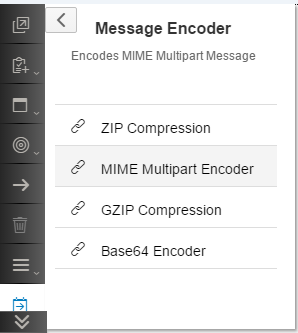 Message Encoder
Encodes MIME Multipart Message
ZIP Compression
MIME Multipart Encoder
GZIP Compression
Base64 Encoder